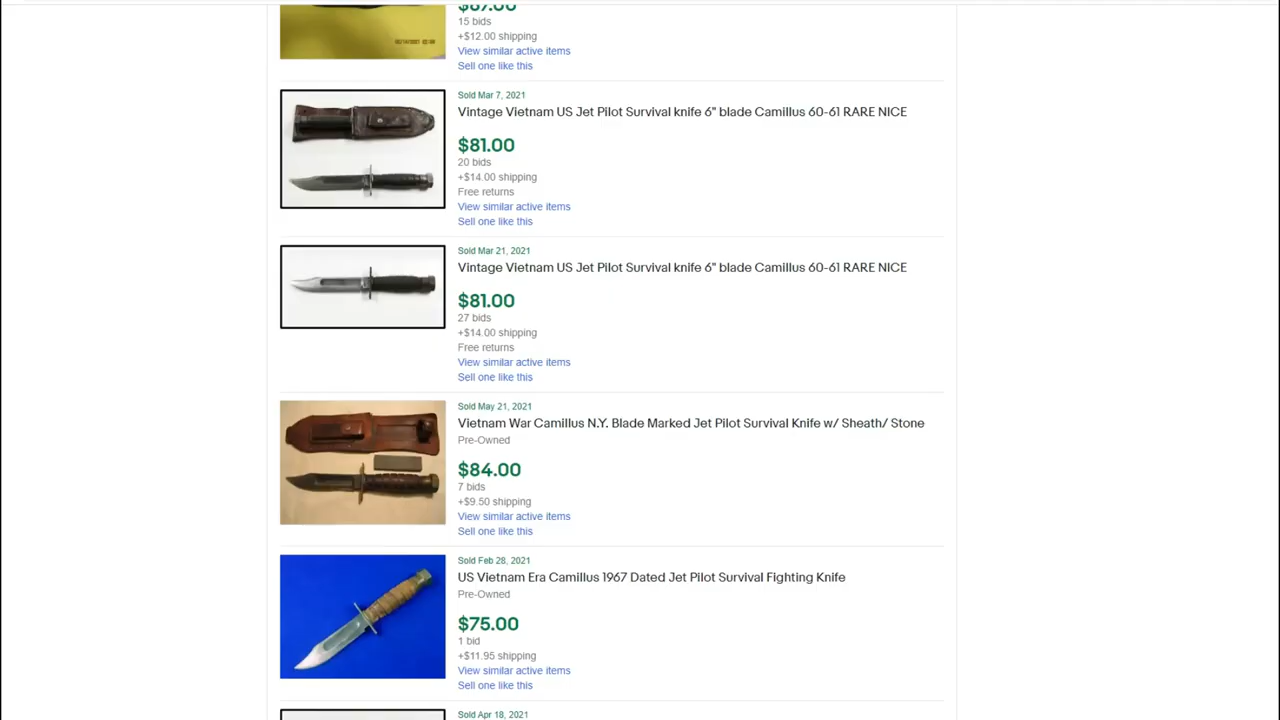 $67.00
15 bids
+$12.00 shipping
View similar active items
Sell one like this
Sold Mar 7, 2021
Vintage Vietnam US Jet Pilot Survival knife 6" blade Camillus 60-61 RARE NICE
$81.00
20 bids
+$14.00 shipping
Free returns
View similar active items
Sell one like this
Sold Mar 21, 2021
Vintage Vietnam US Jet Pilot Survival knife 6" blade Camillus 60-61 RARE NICE
$81.00
27 bids
+$14.00 shipping
Free returns
View similar active items
Sell one like this
Sold May 21, 2021
Vietnam War Camillus N.Y. Blade Marked Jet Pilot Survival Knife w/ Sheath/ Stone
Pre-Owned
$84.00
7 bids
+$9.50 shipping
View similar active items
Sell one like this
Sold Feb 28, 2021
US Vietnam Era Camillus 1967 Dated Jet Pilot Survival Fighting Knife
Pre-Owned
$75.00
1 bid
+$11.95 shipping
View similar active items
Sell one like this
Sold Apr 18, 2021